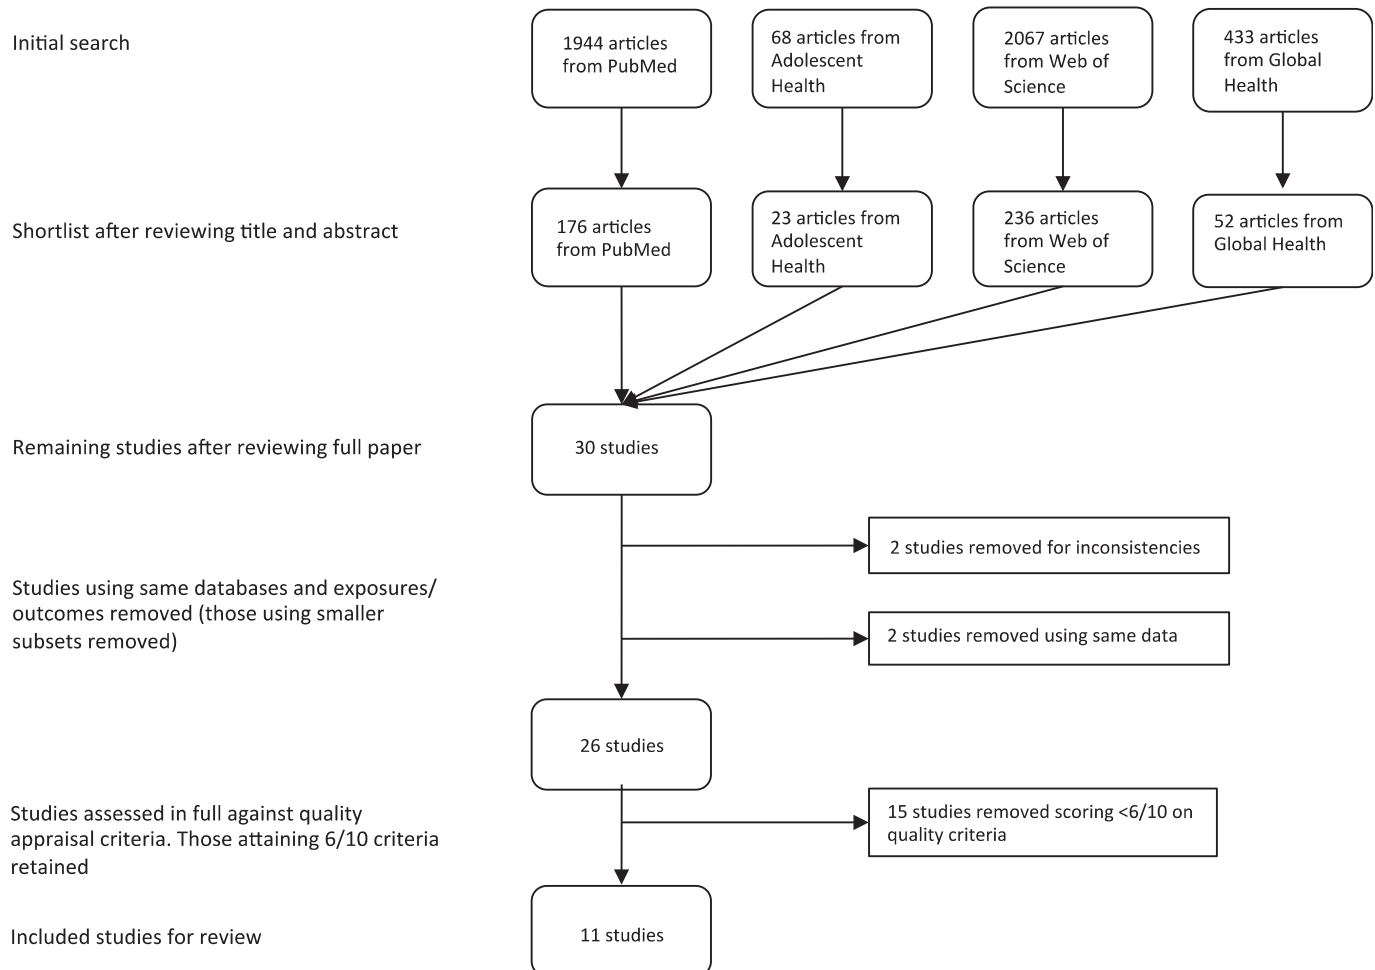 Initial search
1944 articles
from PubMed
68 articles from
Adolescent
Health
2067 articles
from Web of
Science
433 articles
from Global
Health
Shortlist after reviewing title and abstract
176 articles
from PubMed
23 articles from
Adolescent
Health
236 articles
from Web of
Science
52 articles from
Global Health
Remaining studies after reviewing full paper
30 studies
2 studies removed for inconsistencies
Studies using same databases and exposures/
outcomes removed (those using smaller
subsets removed)
2 studies removed using same data
26 studies
Studies assessed in full against quality
appraisal criteria. Those attaining 6/10 criteria
retained
15 studies removed scoring <6/10 on
quality criteria
Included studies for review
11 studies